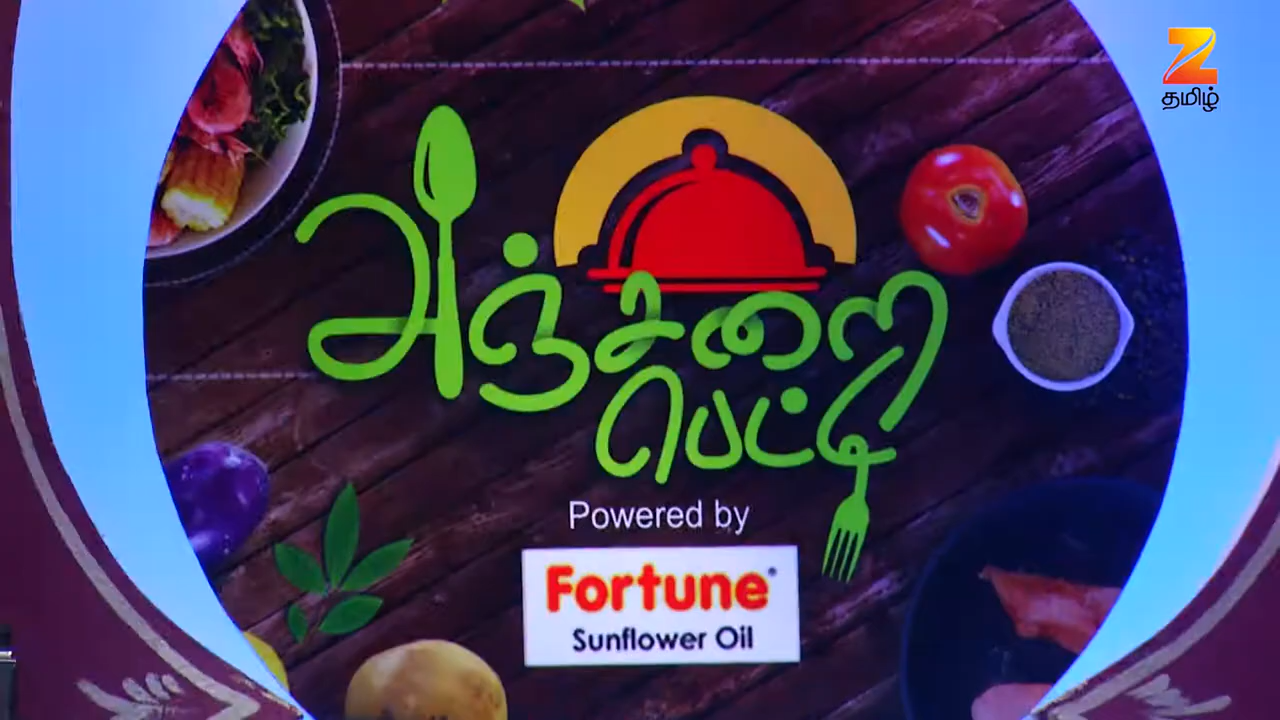 Z
தமிழ்
அஞ்சறை
பெட்டி
Powered by
Fortune
Sunflower Oil